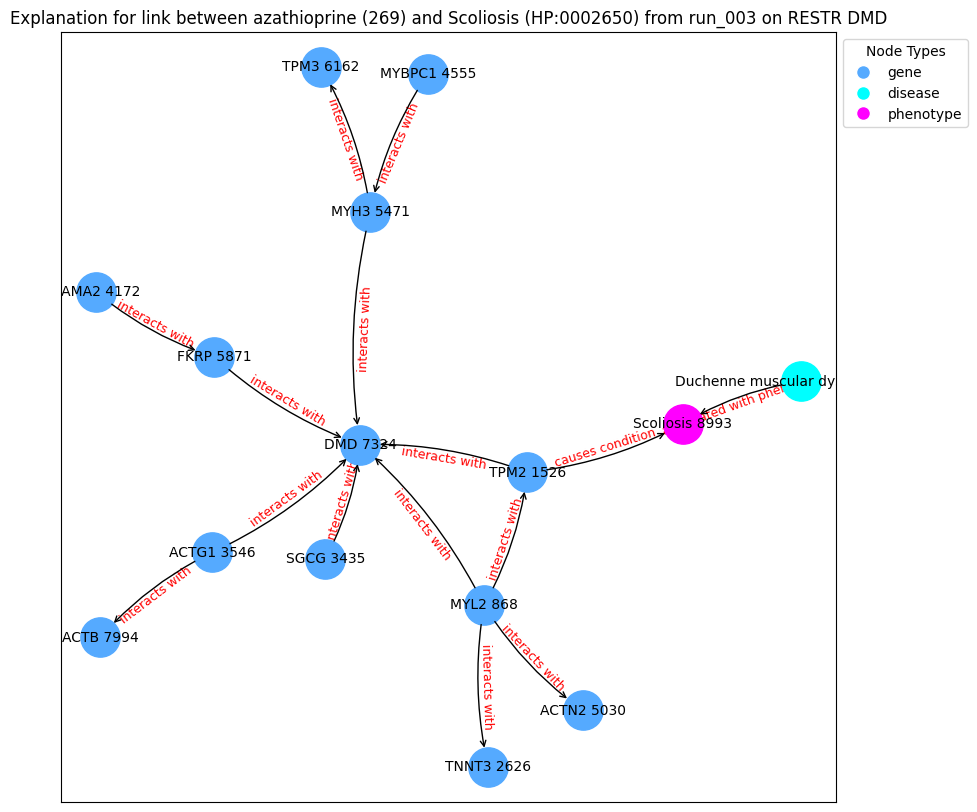 Explanation for link between azathioprine (269) and Scoliosis (HP:0002650) from run_003 on RESTR DMD
Node Types
gene
disease
phenotype
TPM3 6162
MYBPC1 4555
interacts with
interacts with
MYH3 5471
AMA2 4172
interacts with
FKRP 5871
interacts with
interacts with
Duchenne muscular dy
ted with phe
Scoliosis 8993
causes condition
DMD 7324
interacts with
TPM2 1526
interacts with
interacts with
interacts with
interacts with
ACTG1 3546
SGCG 3435
interacts with
MYL2 868
ACTB 7994
interacts with
interacts with
ACTN2 5030
TNNT3 2626